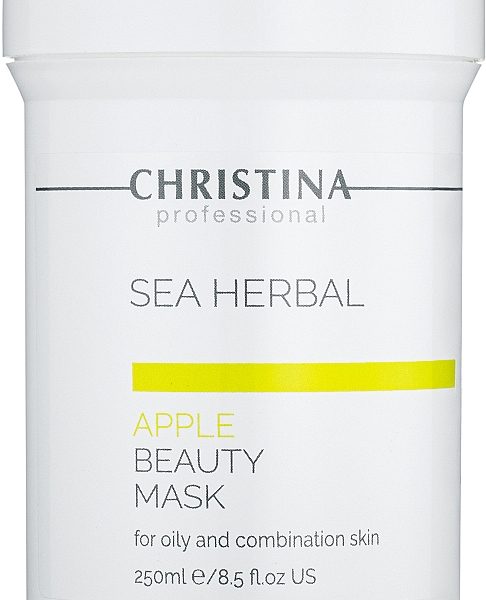 CHRISTINA
professional
SEA HERBAL
APPLE
BEAUTY
MASK
for oily and combination skin
250ml ℮/8.5 fl.oz US